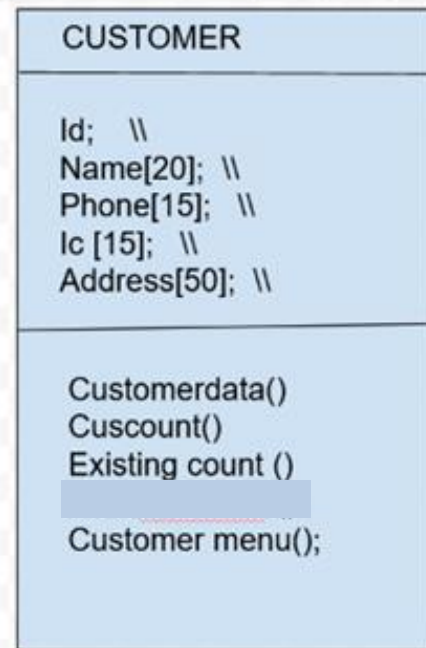 CUSTOMER
Id; \\
Name[20]; \\
Phone[15]; \\
Ic [15]; \\
Address[50]; \\
Customerdata()
Cuscount()
Existing count ()
Customer menu();